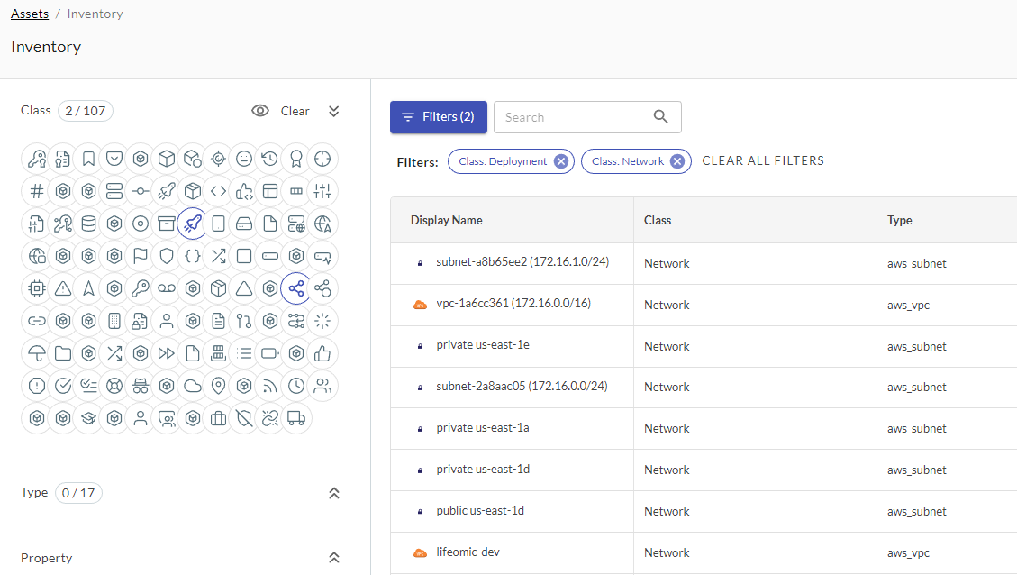 Assets / Inventory
Inventory
Class 2 / 107 Clear
Filters (2) Search
Filters: Class: Deployment Class: Network CLEAR ALL FILTERS
Display Name Class Type
subnet-a8b65ee2 (172.16.1.0/24) Network aws_subnet
vpc-1a6cc361 (172.16.0.0/16) Network aws_vpc
private us-east-1e Network aws_subnet
subnet-2a8aac05 (172.16.0.0/24) Network aws_subnet
private us-east-1a Network aws_subnet
private us-east-1d Network aws_subnet
public us-east-1d Network aws_subnet
lifeomic-dev Network aws_vpc
Type 0 / 17
Property